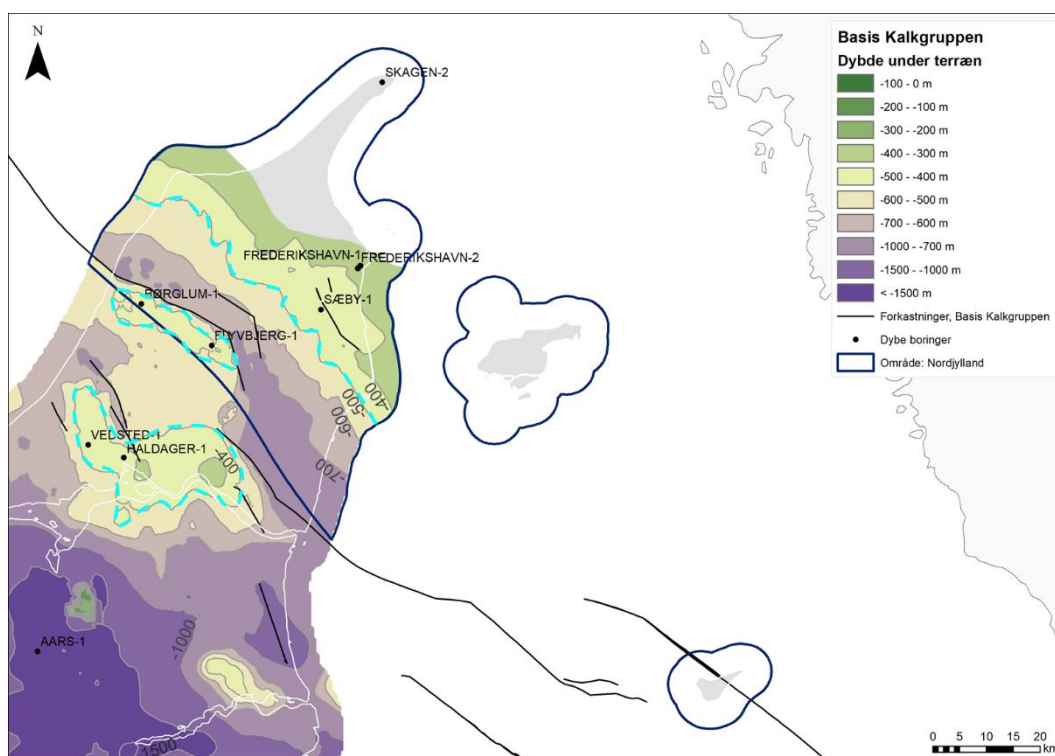 N
SKAGEN-2
FREDERIKSHAVN-1
FREDERIKSHAVN-2
SÆBY-1
BØRGLUM-1
FLYVBJERG-1
VEDSTED-1
HALDAGER-1
AARS-1
-400
-500
-600
-700
-400
-1000
-1500
Basis Kalkgruppen
Dybde under terræn
-100 - 0 m
-200 - -100 m
-300 - -200 m
-400 - -300 m
-500 - -400 m
-600 - -500 m
-700 - -600 m
-1000 - -700 m
-1500 - -1000 m
< -1500 m
Forkastninger, Basis Kalkgruppen
Dybe boringer
Område: Nordjylland
0 5 10 15 20
km